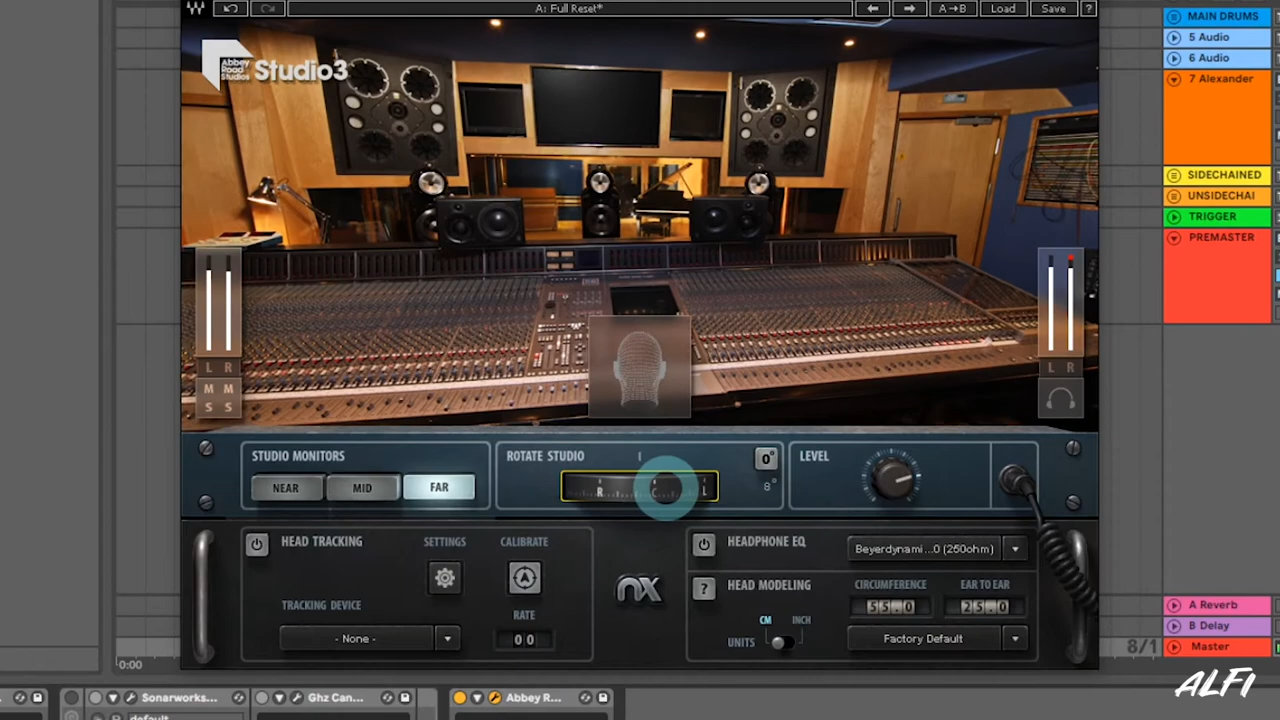 A: Full Reset*
A→B
Load
Save
?
MAIN DRUMS
5 Audio
6 Audio
7 Alexander
SIDECHAINED
UNSIDECHAI
TRIGGER
PREMASTER
Abbey
Road
Studios
Studio3
L R
M M
S S
L R
STUDIO MONITORS
NEAR
MID
FAR
ROTATE STUDIO
0°
8°
R
C
L
LEVEL
HEAD TRACKING
SETTINGS
CALIBRATE
TRACKING DEVICE
- None -
RATE
00
nx
HEADPHONE EQ
Beyerdynami...0 (250ohm)
?
HEAD MODELING
CIRCUMFERENCE
EAR TO EAR
55.0
25.0
CM
INCH
UNITS
Factory Default
A Reverb
B Delay
Master
8/1
0:00
Sonarworks...
Ghz Can...
Abbey R...
default
ALFI